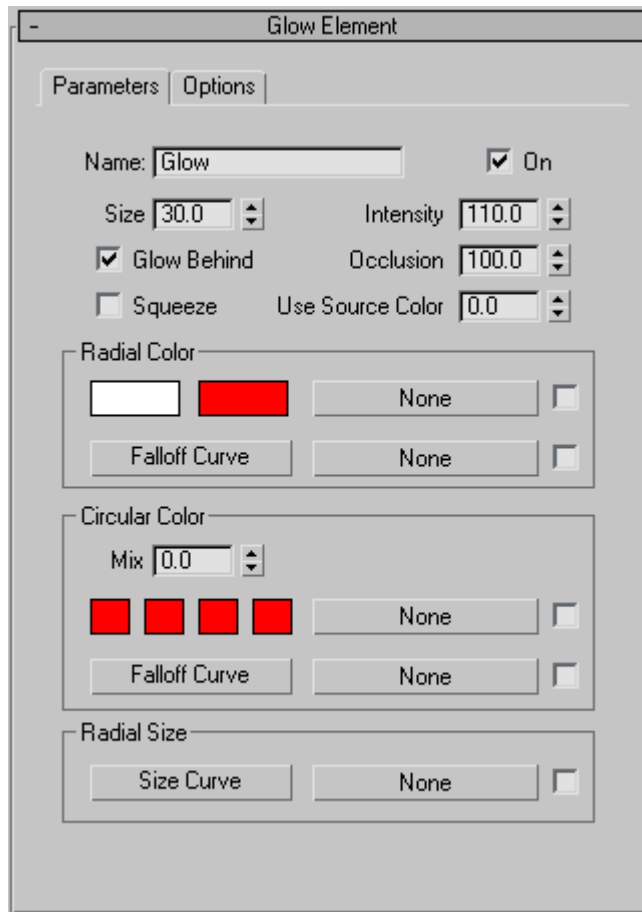 - Glow Element
Parameters Options
Name: Glow On
Size 30.0 Intensity 110.0
Glow Behind Occlusion 100.0
Squeeze Use Source Color 0.0
Radial Color
None
Falloff Curve None
Circular Color
Mix 0.0
None
Falloff Curve None
Radial Size
Size Curve None